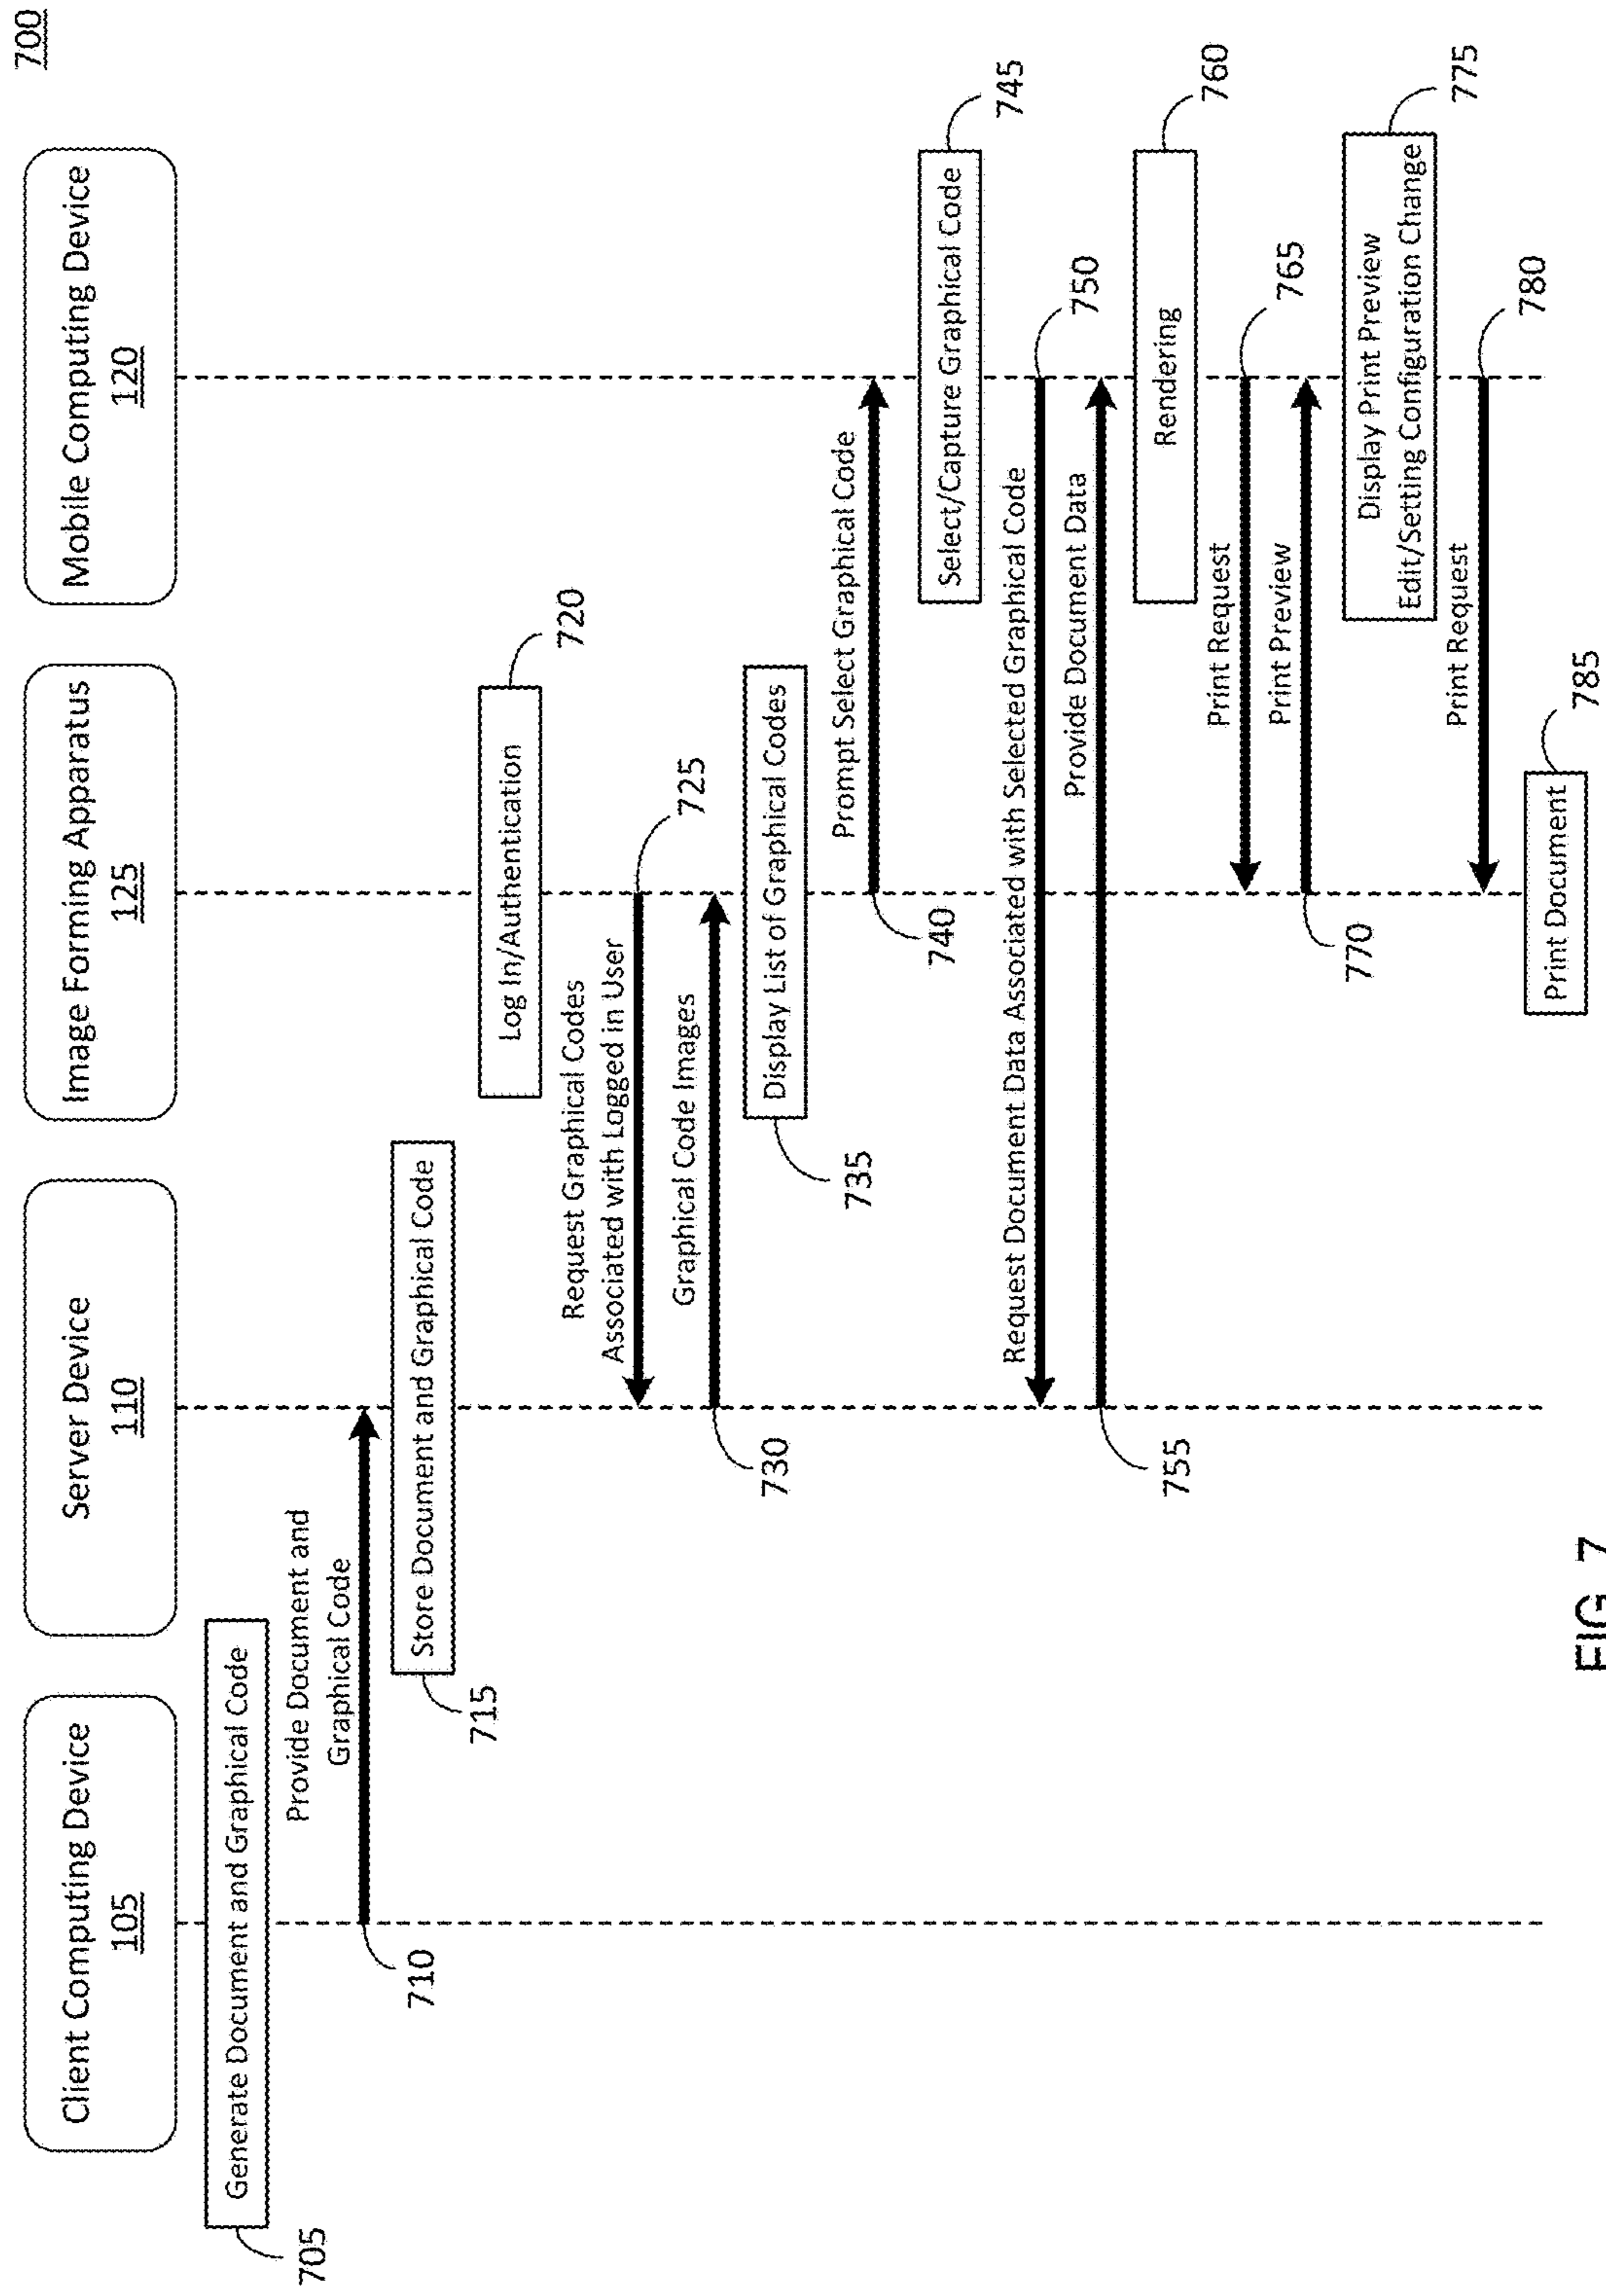 700
Client Computing Device
105
Server Device
110
Image Forming Apparatus
125
Mobile Computing Device
120
Generate Document and Graphical Code
705
Provide Document and
Graphical Code
710
Store Document and Graphical Code
715
Log In/Authentication
720
Request Graphical Codes
Associated with Logged in User
725
Graphical Code Images
730
Display List of Graphical Codes
735
Prompt Select Graphical Code
740
Select/Capture Graphical Code
745
Request Document Data Associated with Selected Graphical Code
750
Provide Document Data
755
Rendering
760
Print Request
765
Print Preview
770
Display Print Preview
Edit/Setting Configuration Change
775
Print Request
780
Print Document
785
FIG. 7